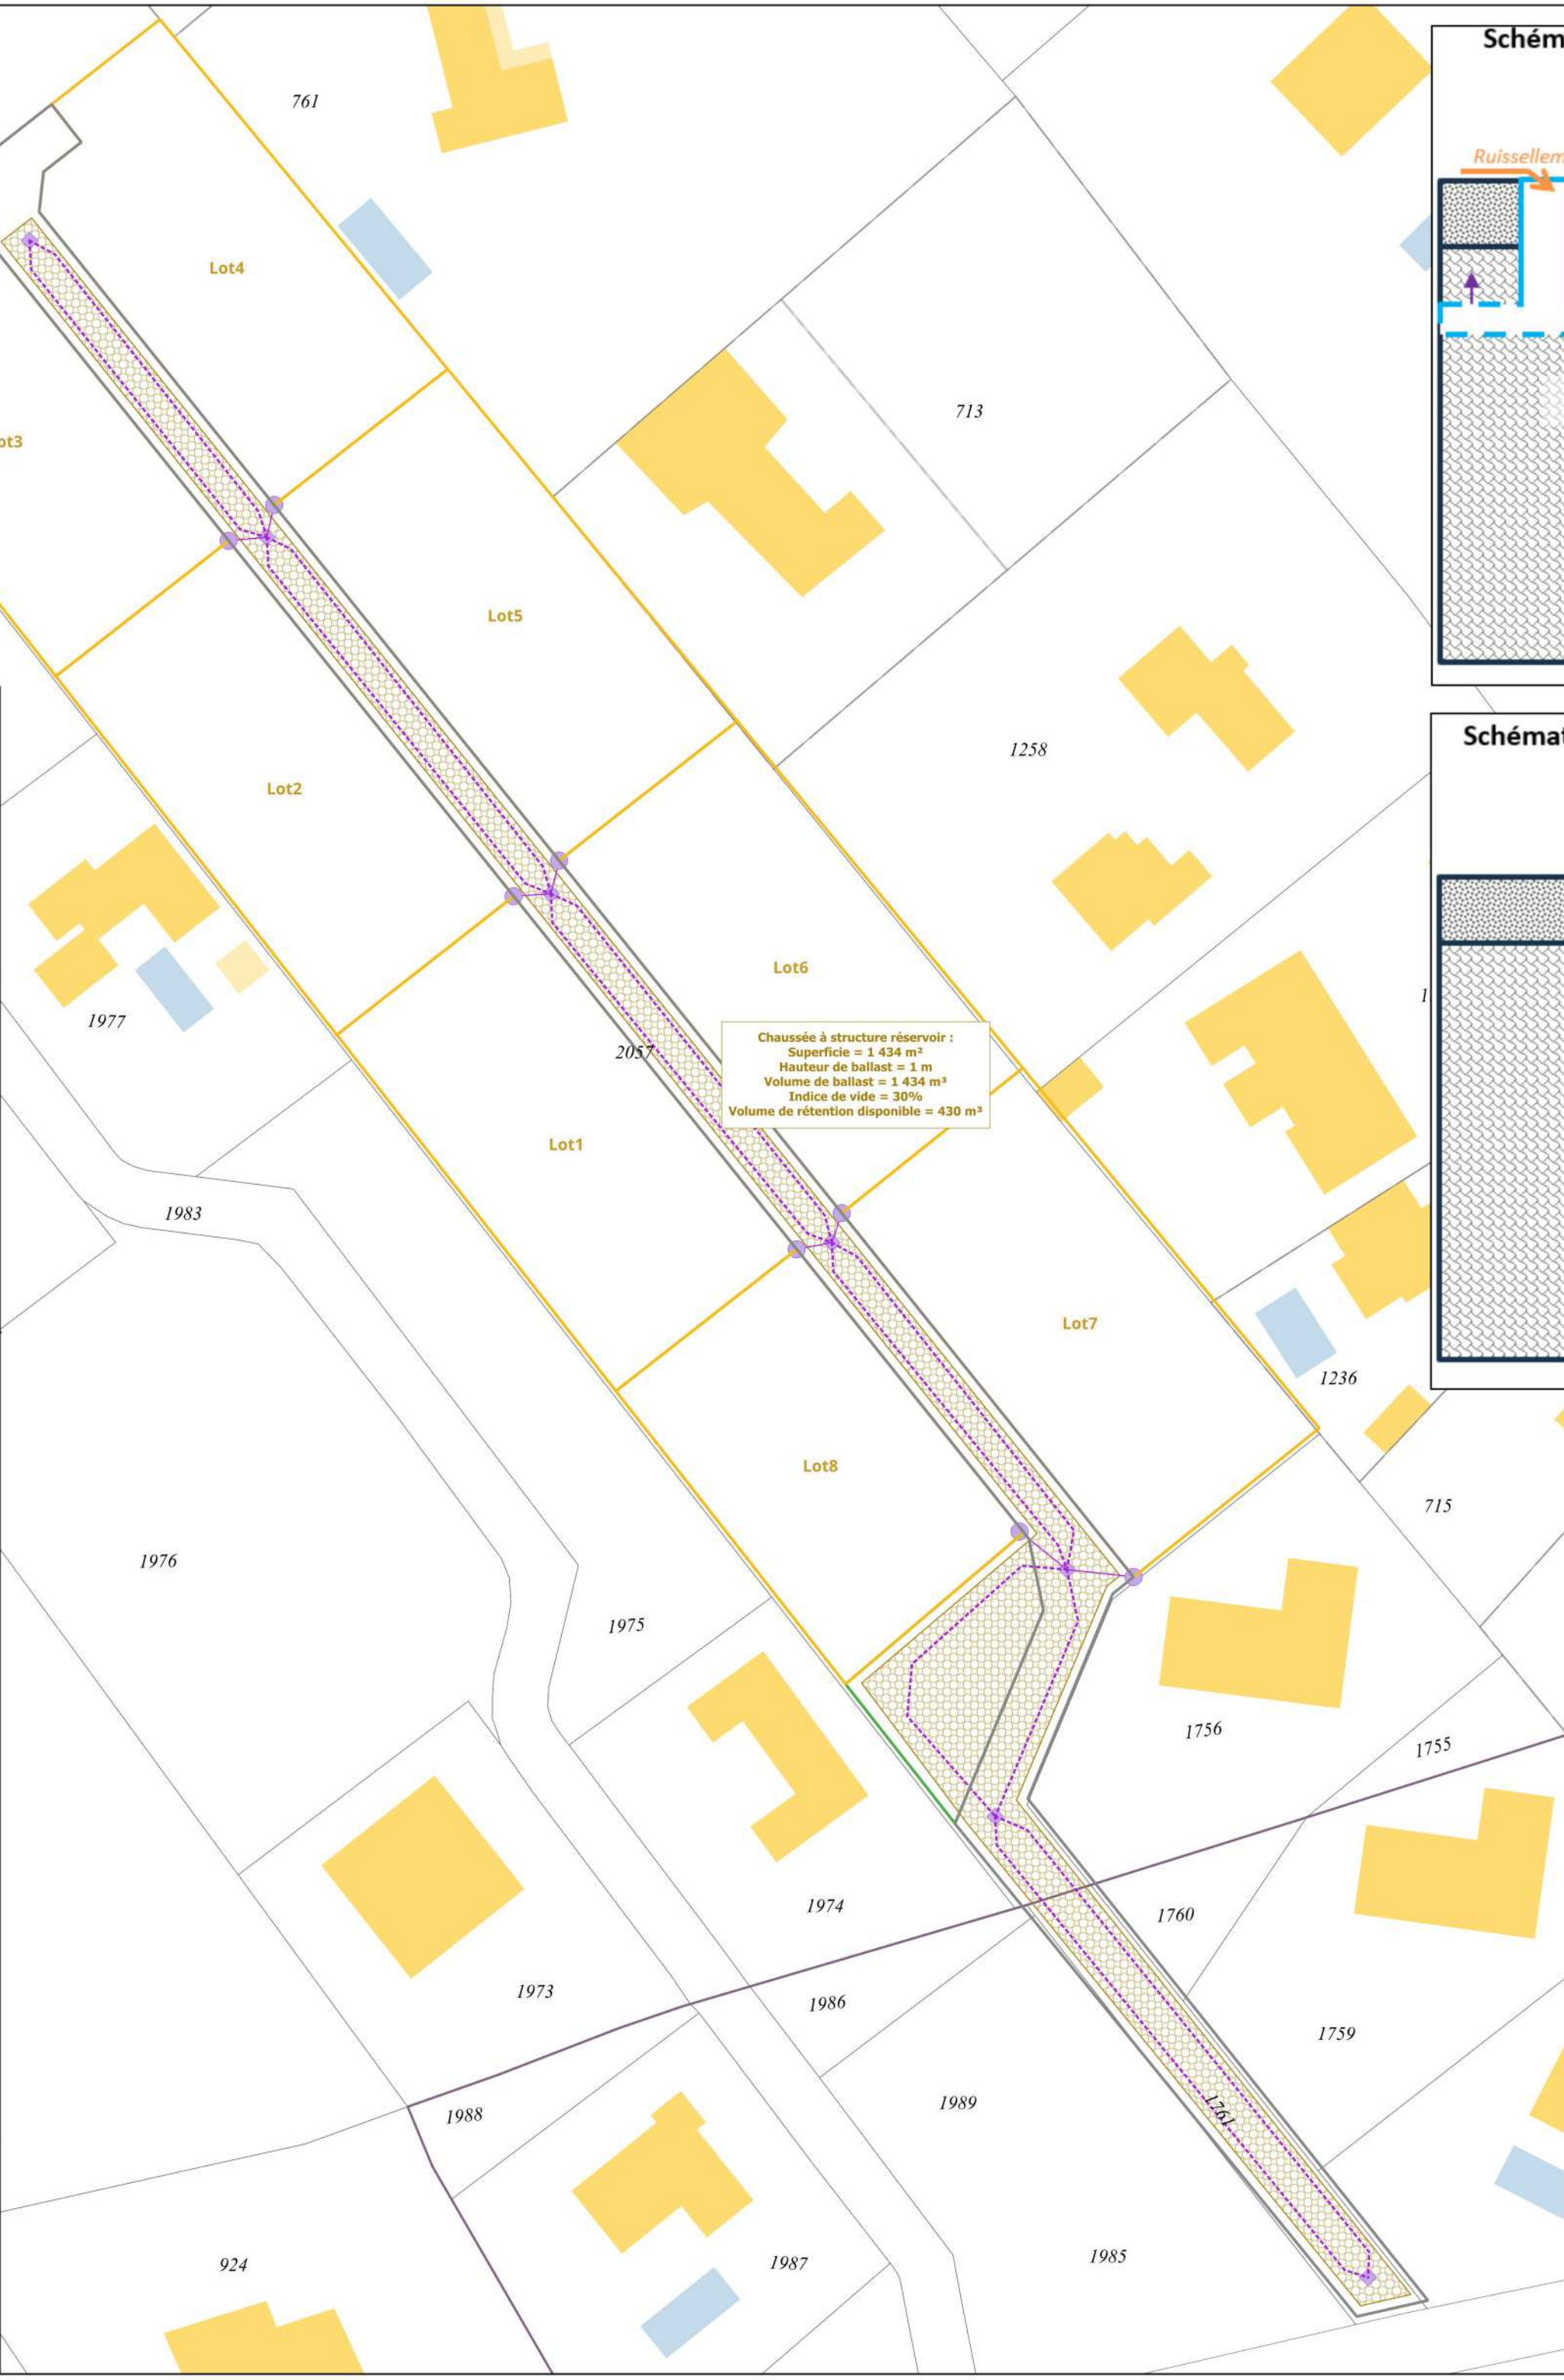 Schém
761
Ruissellem
Lot4
713
ot3
Lot5
1258
Lot2
Lot6
1977
2057
Chaussée à structure réservoir :
Superficie = 1 434 m²
Hauteur de ballast = 1 m
Volume de ballast = 1 434 m³
Indice de vide = 30%
Volume de rétention disponible = 430 m³
Schémat
Lot1
1983
Lot7
1236
Lot8
715
1976
1975
1756
1755
1974
1760
1973
1986
1759
1989
1761
1988
924
1987
1985